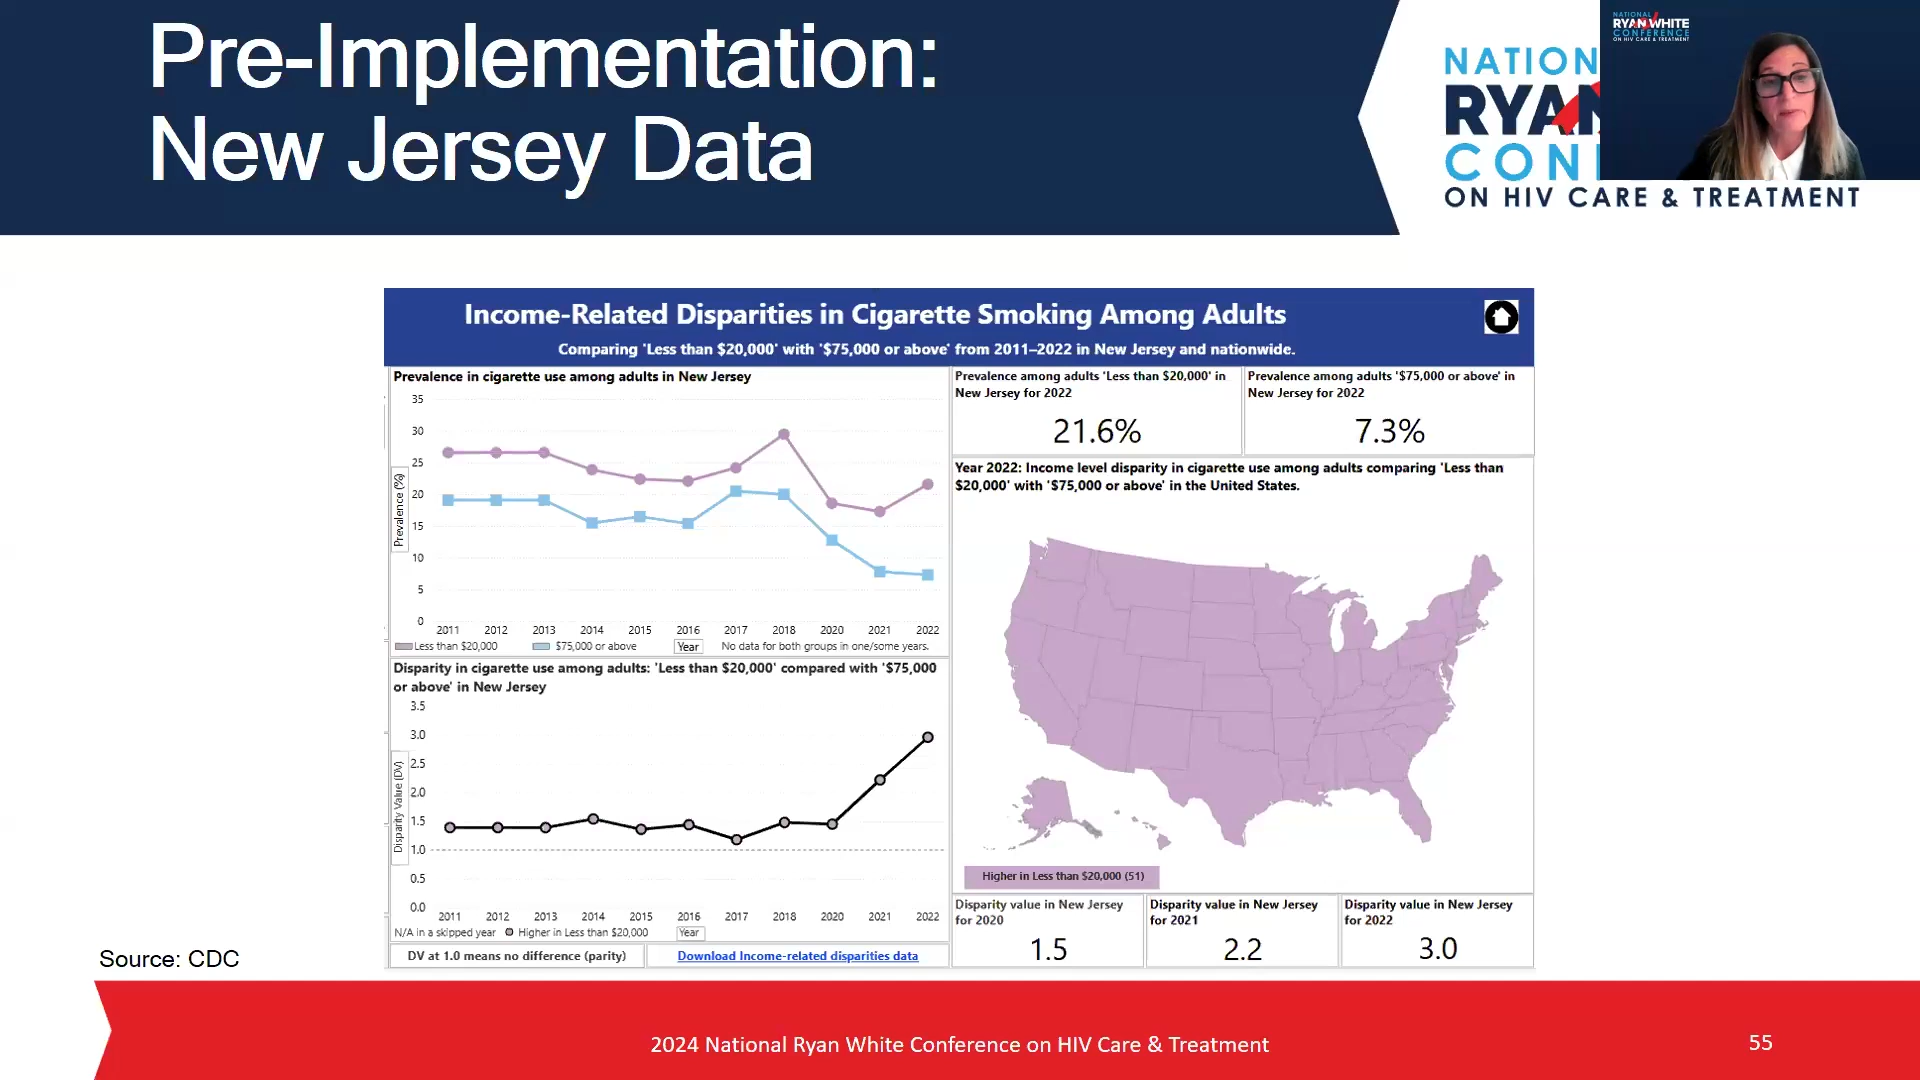 Pre-Implementation:
New Jersey Data
NATION
RYAN
CON
ON HIV CARE & TREATMENT
NATIONAL
RYAN WHITE
CONFERENCE
ON HIV CARE & TREATMENT
Income-Related Disparities in Cigarette Smoking Among Adults
Comparing 'Less than $20,000' with '$75,000 or above' from 2011–2022 in New Jersey and nationwide.
Prevalence in cigarette use among adults in New Jersey
35
30
25
20
15
10
5
0
Prevalence (%)
2011 2012 2013 2014 2015 2016 2017 2018 2020 2021 2022
Less than $20,000 $75,000 or above Year No data for both groups in one/some years.
Disparity in cigarette use among adults: 'Less than $20,000' compared with '$75,000
or above' in New Jersey
3.5
3.0
2.5
2.0
1.5
1.0
0.5
0.0
Disparity Value (DV)
2011 2012 2013 2014 2015 2016 2017 2018 2020 2021 2022
N/A in a skipped year Higher in Less than $20,000 Year
DV at 1.0 means no difference (parity) Download Income-related disparities data
Prevalence among adults 'Less than $20,000' in
New Jersey for 2022
21.6%
Prevalence among adults '$75,000 or above' in
New Jersey for 2022
7.3%
Year 2022: Income level disparity in cigarette use among adults comparing 'Less than
$20,000' with '$75,000 or above' in the United States.
Higher in Less than $20,000 (51)
Disparity value in New Jersey
for 2020
1.5
Disparity value in New Jersey
for 2021
2.2
Disparity value in New Jersey
for 2022
3.0
Source: CDC
2024 National Ryan White Conference on HIV Care & Treatment
55